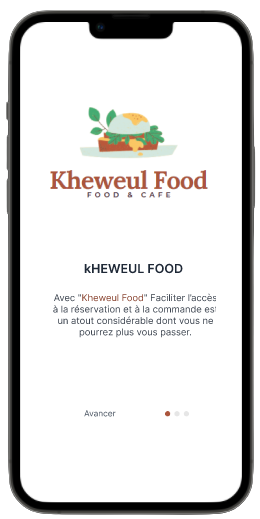 Kheweul Food
FOOD & CAFE
kHEWEUL FOOD
Avec "Kheweul Food" Faciliter l'accès
à la réservation et à la commande est
un atout considérable dont vous ne
pourrez plus vous passer.
Avancer